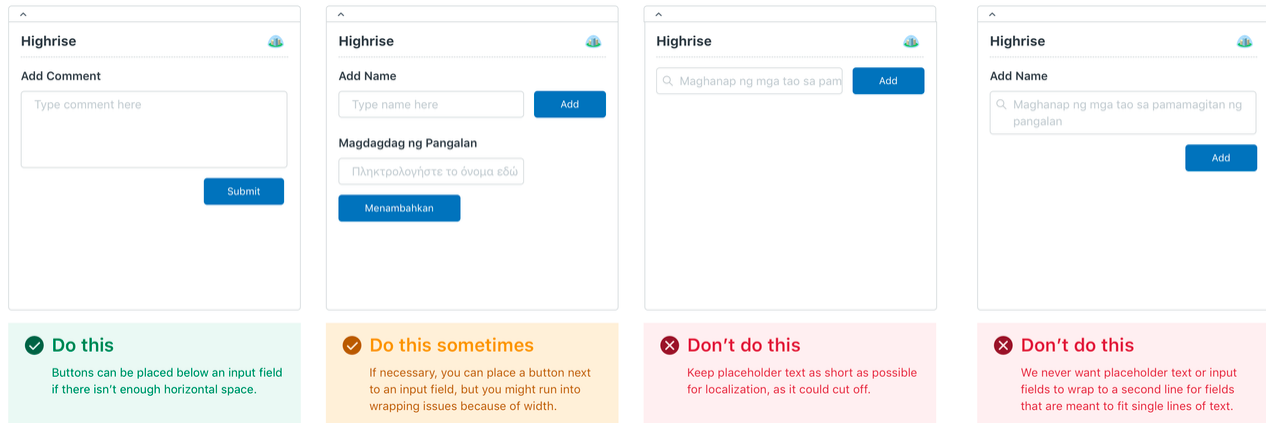 Highrise
Add Comment
Type comment here
Submit
Do this
Buttons can be placed below an input field
if there isn't enough horizontal space.
Highrise
Add Name
Type name here
Add
Magdagdag ng Pangalan
Πληκτρολογήστε το όνομα εδώ
Menambahkan
Do this sometimes
If necessary, you can place a button next
to an input field, but you might run into
wrapping issues because of width.
Highrise
Maghanap ng mga tao sa pam
Add
Don't do this
Keep placeholder text as short as possible
for localization, as it could cut off.
Highrise
Add Name
Maghanap ng mga tao sa pamamagitan ng
pangalan
Add
Don't do this
We never want placeholder text or input
fields to wrap to a second line for fields
that are meant to fit single lines of text.